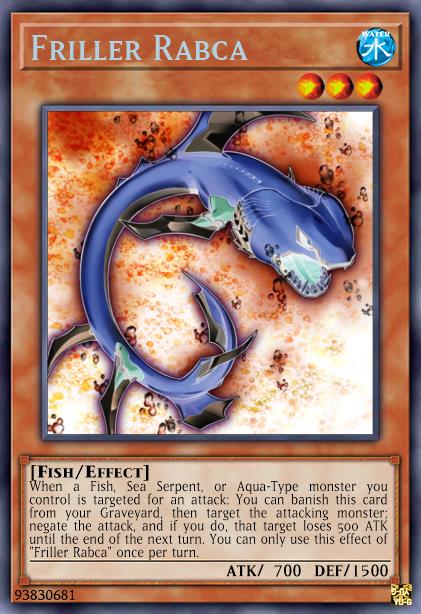 Friller Rabca
WATER
水
[Fish/Effect]
When a Fish, Sea Serpent, or Aqua-Type monster you
control is targeted for an attack: You can banish this card
from your Graveyard, then target the attacking monster;
negate the attack, and if you do, that target loses 500 ATK
until the end of the next turn. You can only use this effect of
"Friller Rabca" once per turn.
ATK/ 700 DEF/1500
93830681